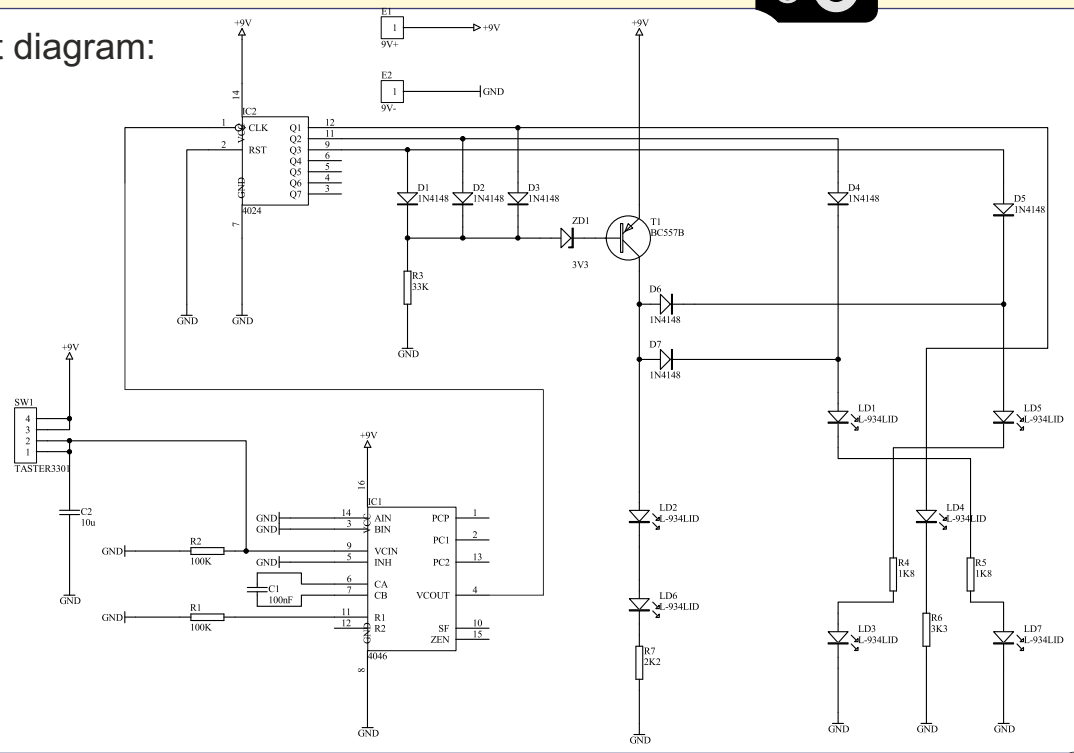 t diagram:
+9V
E1
1
+9V
9V+
E2
1
GND
9V-
+9V
14
IC2
1
CLK
VCC
2
RST
GND
4024
7
Q1
12
Q2
11
Q3
9
Q4
6
Q5
5
Q6
4
Q7
3
GND
GND
D1
1N4148
D2
1N4148
D3
1N4148
R3
33K
GND
ZD1
3V3
T1
BC557B
D4
1N4148
D5
1N4148
D6
1N4148
D7
1N4148
+9V
SW1
4
3
2
1
TASTER3301
C2
10u
GND
+9V
16
IC1
GND
14
AIN
GND
3
BIN
VCC
GND
R2
100K
9
VCIN
GND
5
INH
C1
100nF
6
CA
7
CB
GND
R1
100K
11
R1
12
R2
GND
4046
8
GND
PCP
1
PC1
2
PC2
13
VCOUT
4
SF
10
ZEN
15
LD1
L-934LID
LD5
L-934LID
LD2
L-934LID
LD4
L-934LID
LD6
L-934LID
R7
2K2
GND
R4
1K8
R5
1K8
R6
3K3
LD3
L-934LID
LD7
L-934LID
GND
GND
GND